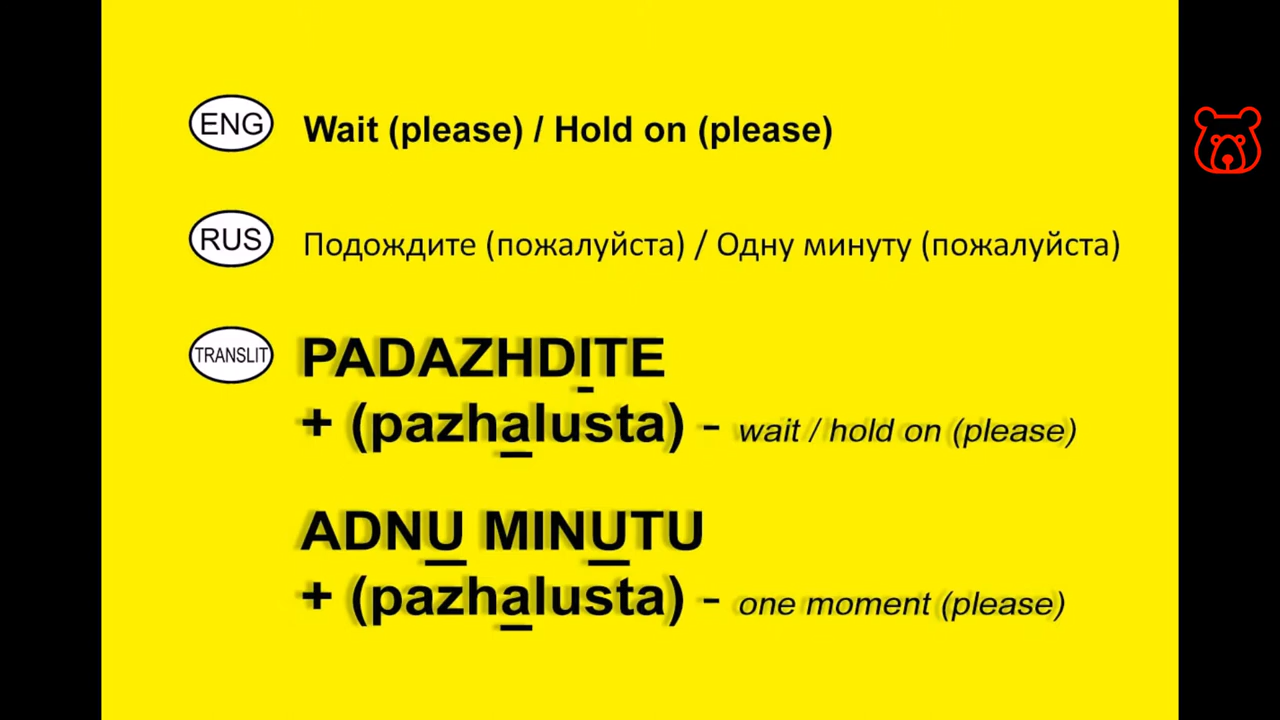 ENG Wait (please) / Hold on (please)
RUS Подождите (пожалуйста) / Одну минуту (пожалуйста)
TRANSLIT PADAZHDITE
+ (pazhalusta) - wait / hold on (please)
ADNU MINUTU
+ (pazhalusta) - one moment (please)